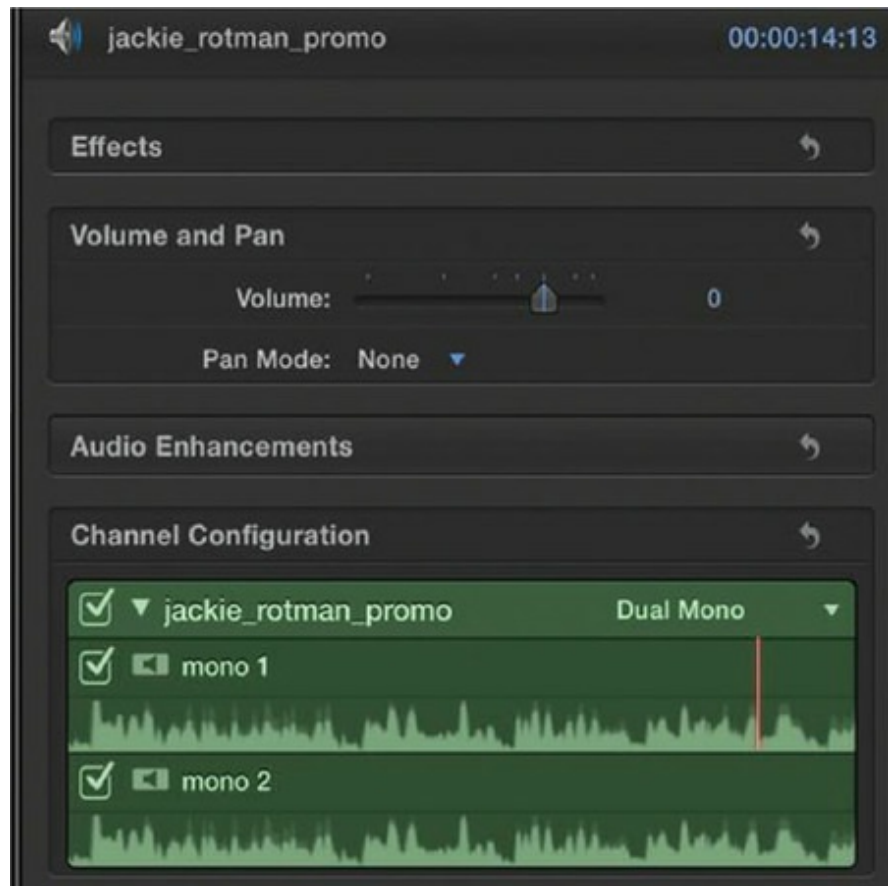 jackie_rotman_promo 00:00:14:13
Effects
Volume and Pan
Volume: 0
Pan Mode: None
Audio Enhancements
Channel Configuration
jackie_rotman_promo Dual Mono
mono 1
mono 2